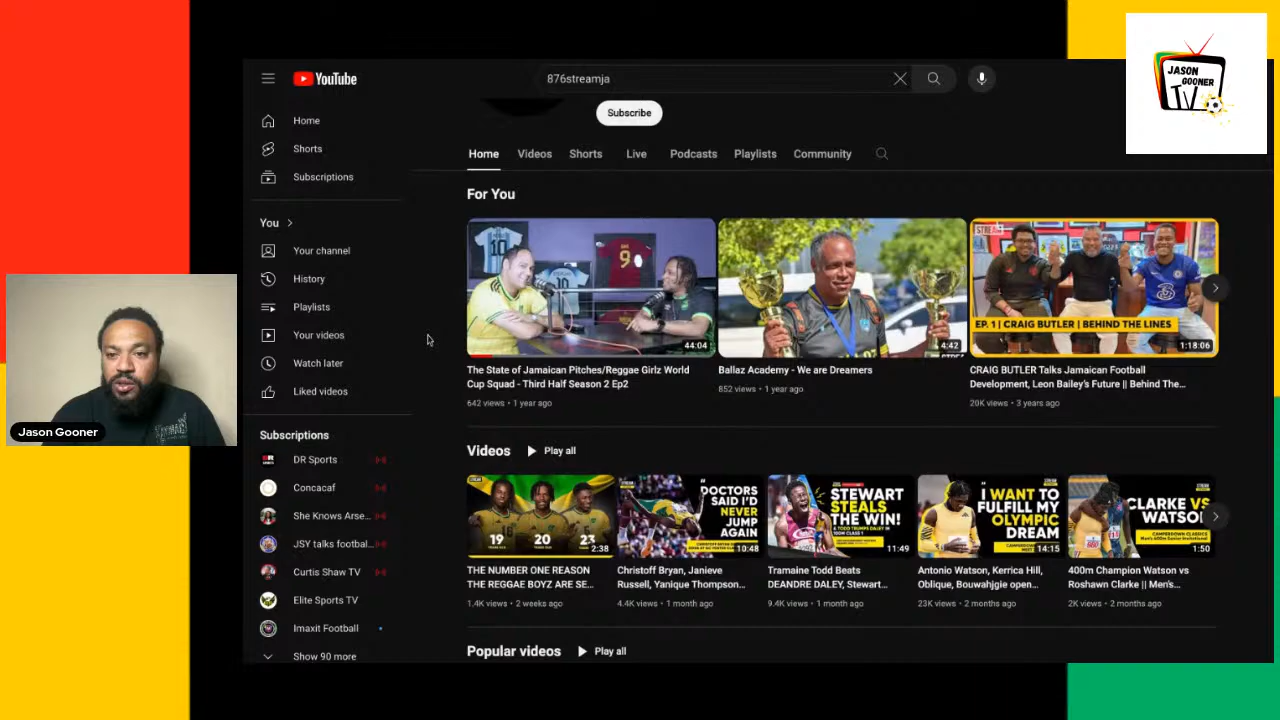 YouTube
876streamja
JASON
GOONER
TV
Subscribe
Home
Shorts
Subscriptions
You
Your channel
History
Playlists
Your videos
Watch later
Liked videos
Subscriptions
DR Sports
Concacaf
She Knows Arse...
JSY talks footbal...
Curtis Shaw TV
Elite Sports TV
Imaxit Football
Show 90 more
Jason Gooner
Home Videos Shorts Live Podcasts Playlists Community
For You
10
9
STREAM
EP. 1 | CRAIG BUTLER | BEHIND THE LINES
44:04
4:42
1:18:06
The State of Jamaican Pitches/Reggae Girlz World
Cup Squad - Third Half Season 2 Ep2
642 views • 1 year ago
Ballaz Academy - We are Dreamers
852 views • 1 year ago
CRAIG BUTLER Talks Jamaican Football
Development, Leon Bailey's Future || Behind The...
20K views • 3 years ago
Videos
Play all
19 20 23
2:38
"DOCTORS
SAID I'D
NEVER
JUMP
AGAIN
10:48
STEWART
STEALS
THE WIN!
11:49
"I WANT TO
FULFILL MY
OLYMPIC
DREAM
14:15
CLARKE VS
WATSO
1:50
THE NUMBER ONE REASON
THE REGGAE BOYZ ARE SE...
1.4K views • 2 weeks ago
Christoff Bryan, Janieve
Russell, Yanique Thompson...
4.4K views • 1 month ago
Tramaine Todd Beats
DEANDRE DALEY, Stewart...
9.4K views • 1 month ago
Antonio Watson, Kerrica Hill,
Oblique, Bouwahjgie open...
23K views • 2 months ago
400m Champion Watson vs
Roshawn Clarke || Men's...
2K views • 2 months ago
Popular videos
Play all